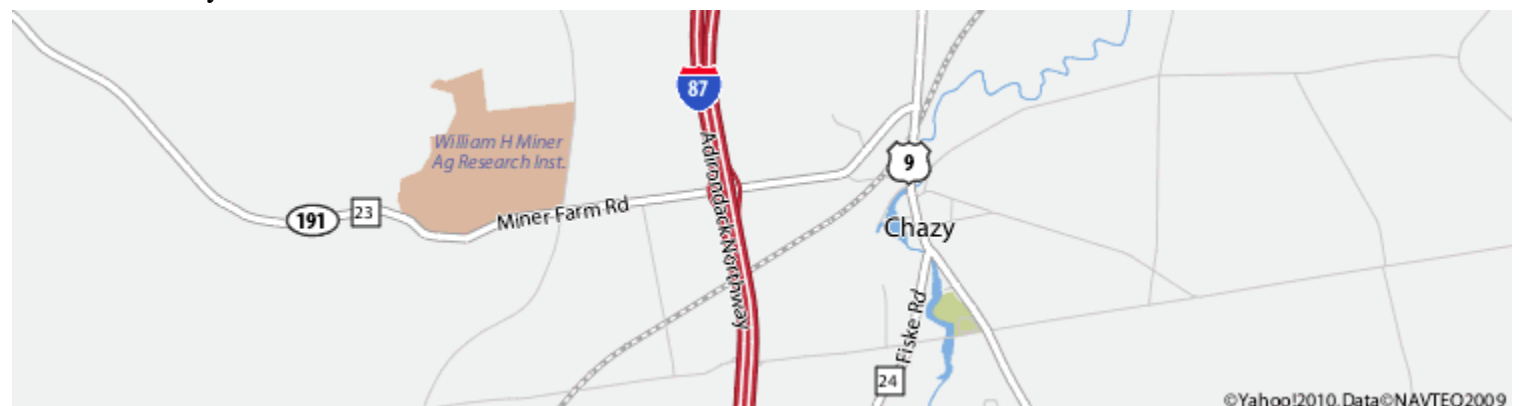 87
William H Miner
Ag Research Inst.
Adirondack Northway
9
191
23
Miner Farm Rd
Chazy
Fiske Rd
24
©Yahoo!2010, Data©NAVTEQ2009